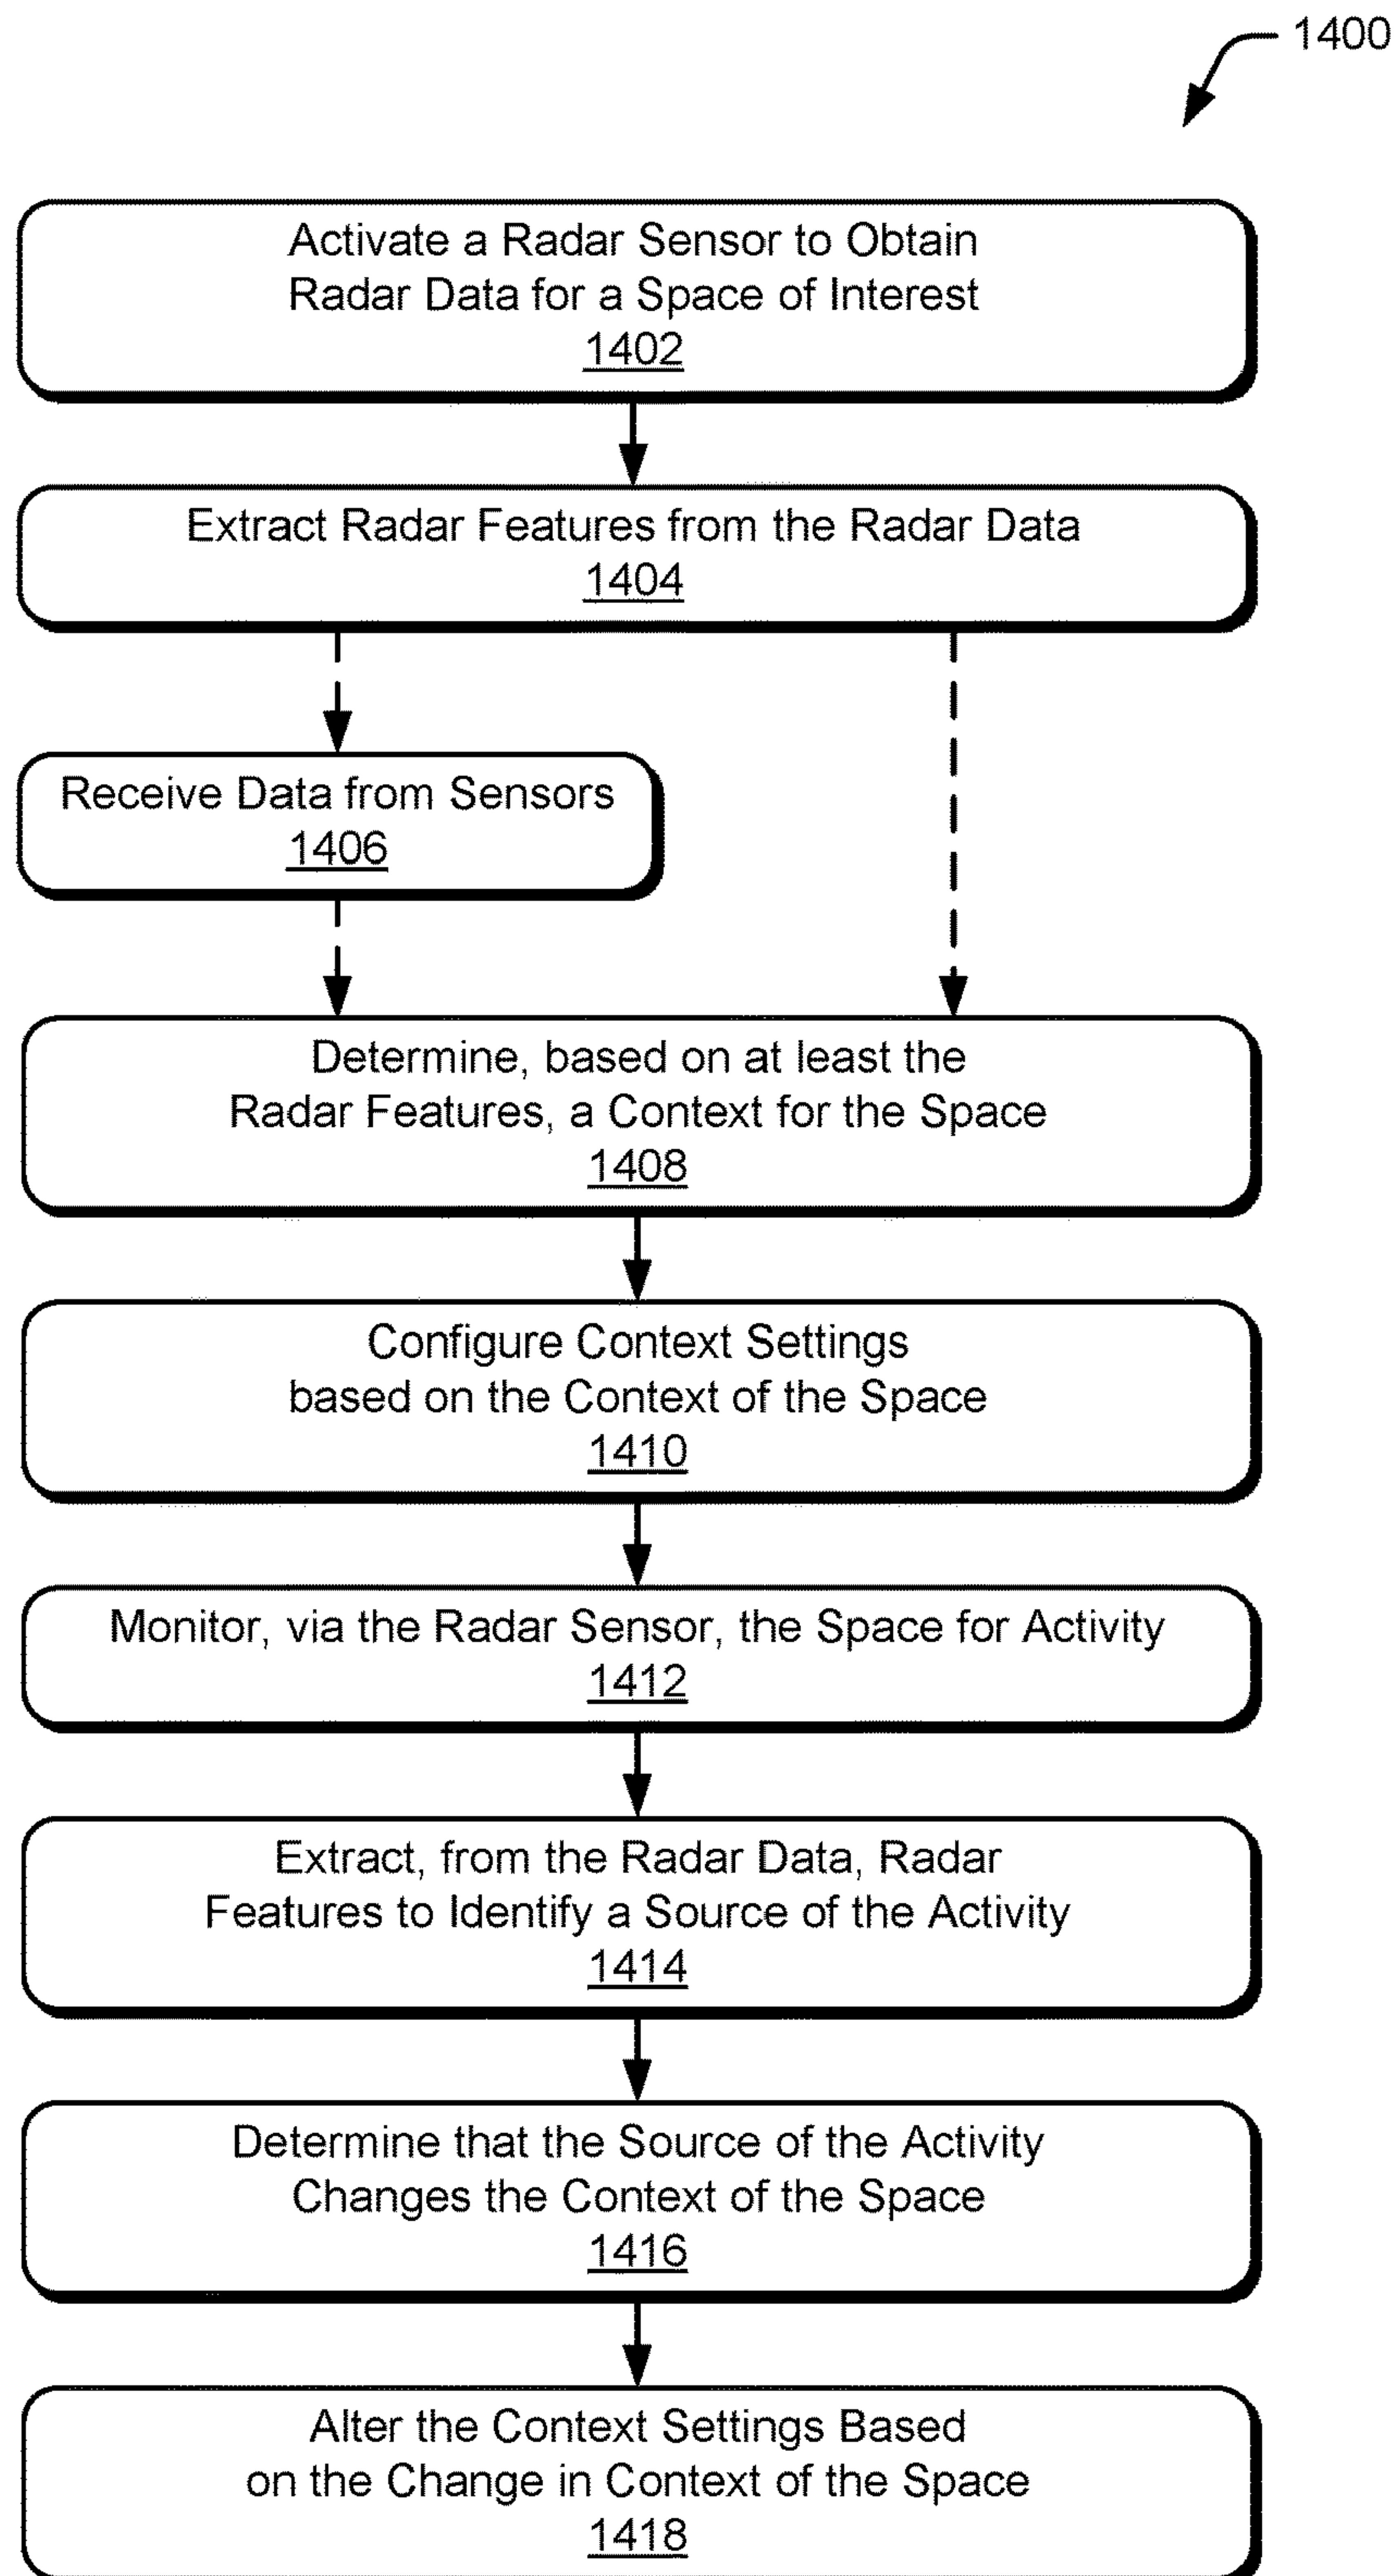 1400
Activate a Radar Sensor to Obtain
Radar Data for a Space of Interest
1402
Extract Radar Features from the Radar Data
1404
Receive Data from Sensors
1406
Determine, based on at least the
Radar Features, a Context for the Space
1408
Configure Context Settings
based on the Context of the Space
1410
Monitor, via the Radar Sensor, the Space for Activity
1412
Extract, from the Radar Data, Radar
Features to Identify a Source of the Activity
1414
Determine that the Source of the Activity
Changes the Context of the Space
1416
Alter the Context Settings Based
on the Change in Context of the Space
1418